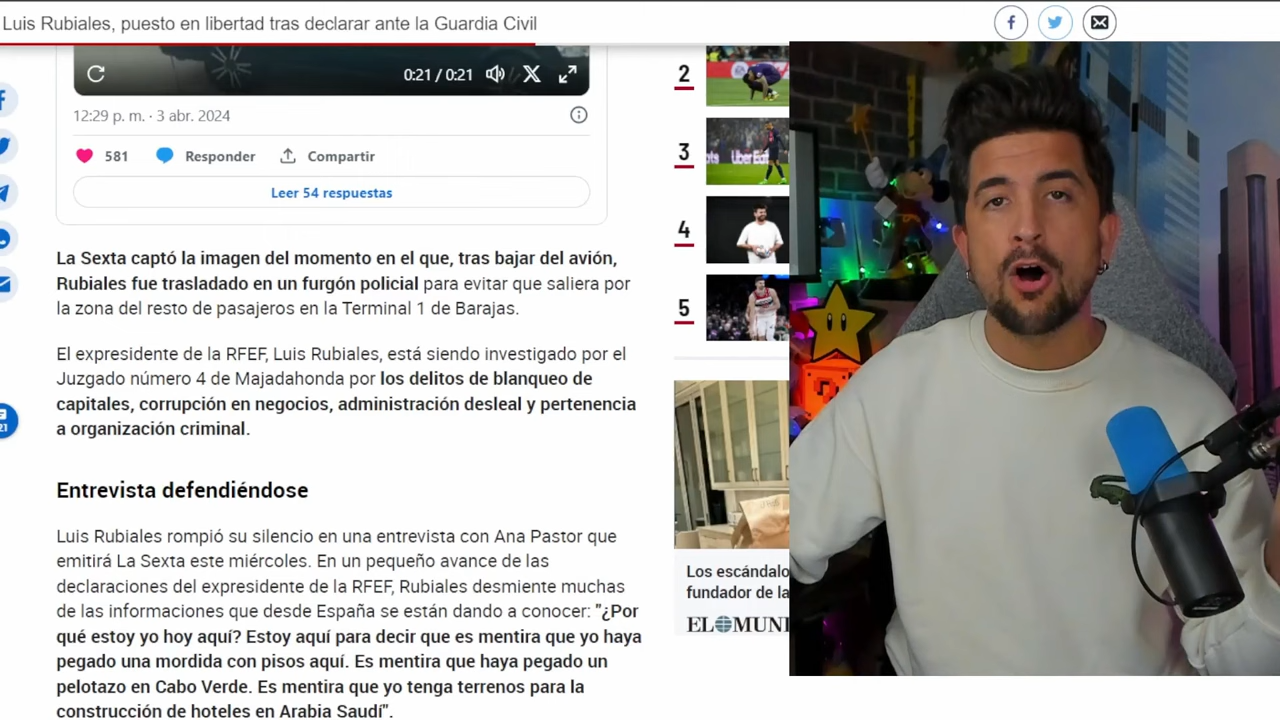 Luis Rubiales, puesto en libertad tras declarar ante la Guardia Civil
0:21 / 0:21
12:29 p. m. · 3 abr. 2024
581 Responder Compartir
Leer 54 respuestas
La Sexta captó la imagen del momento en el que, tras bajar del avión,
Rubiales fue trasladado en un furgón policial para evitar que saliera por
la zona del resto de pasajeros en la Terminal 1 de Barajas.
El expresidente de la RFEF, Luis Rubiales, está siendo investigado por el
Juzgado número 4 de Majadahonda por los delitos de blanqueo de
capitales, corrupción en negocios, administración desleal y pertenencia
a organización criminal.
Entrevista defendiéndose
Luis Rubiales rompió su silencio en una entrevista con Ana Pastor que
emitirá La Sexta este miércoles. En un pequeño avance de las
declaraciones del expresidente de la RFEF, Rubiales desmiente muchas
de las informaciones que desde España se están dando a conocer: "¿Por
qué estoy yo hoy aquí? Estoy aquí para decir que es mentira que yo haya
pegado una mordida con pisos aquí. Es mentira que haya pegado un
pelotazo en Cabo Verde. Es mentira que yo tenga terrenos para la
construcción de hoteles en Arabia Saudí".
21
2
3
4
5
Los escándalo
fundador de la
EL MUNI